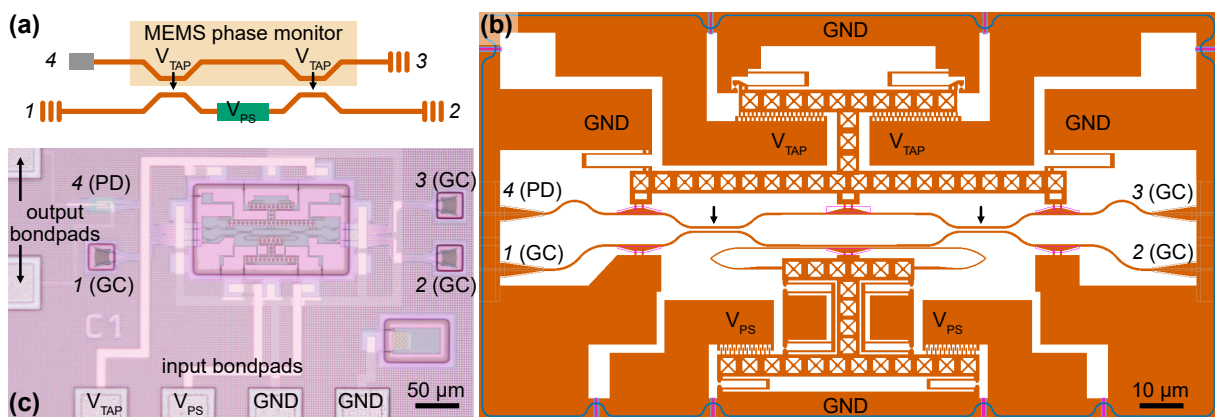 (a)
MEMS phase monitor
V_TAP V_TAP
4 3
1 V_PS 2
(b)
GND
GND V_TAP V_TAP GND
4 (PD) 3 (GC)
1 (GC) 2 (GC)
V_PS V_PS
GND
10 μm
4 (PD) 3 (GC)
output
bondpads
1 (GC) 2 (GC)
C1
input bondpads
50 μm
(c) V_TAP V_PS GND GND